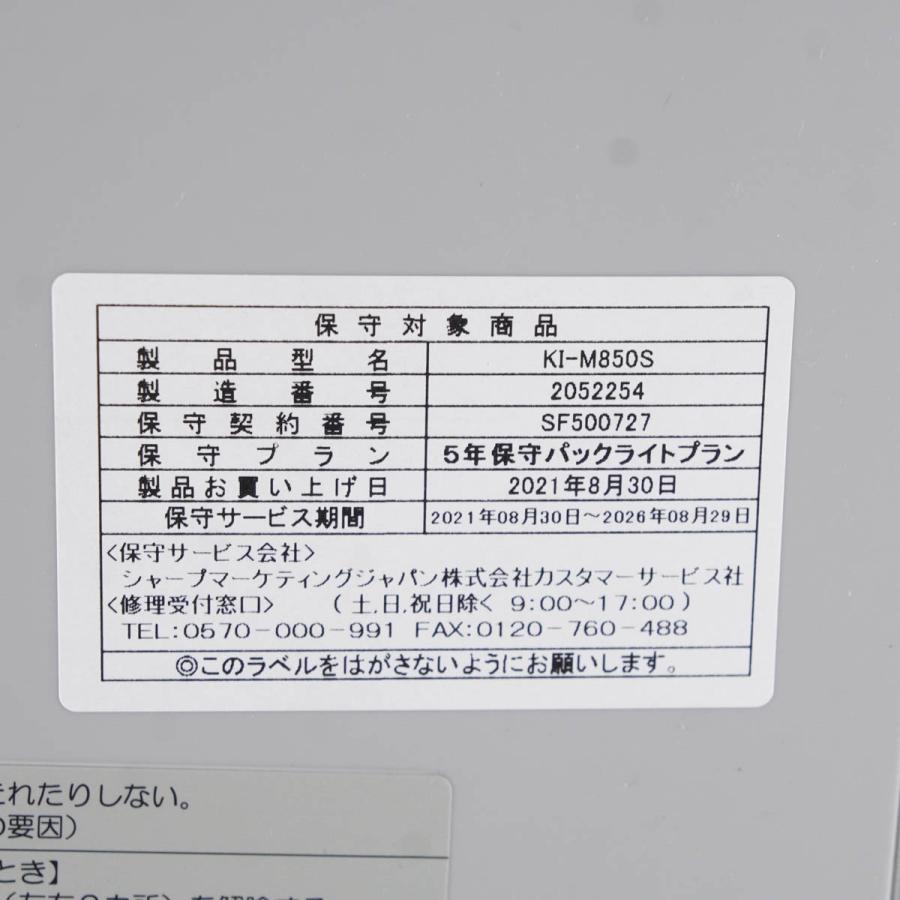 保守対象商品
製品型名 KI-M850S
製造番号 2052254
保守契約番号 SF500727
保守プラン 5年保守パックライトプラン
製品お買い上げ日 2021年8月30日
保守サービス期間 2021年08月30日～2026年08月29日
<保守サービス会社>
シャープマーケティングジャパン株式会社カスタマーサービス社
<修理受付窓口> (土,日,祝日除く 9:00～17:00)
TEL:0570-000-991 FAX:0120-760-488
◎このラベルをはがさないようにお願いします。
れたりしない。
の要因)
とき】
を解除する